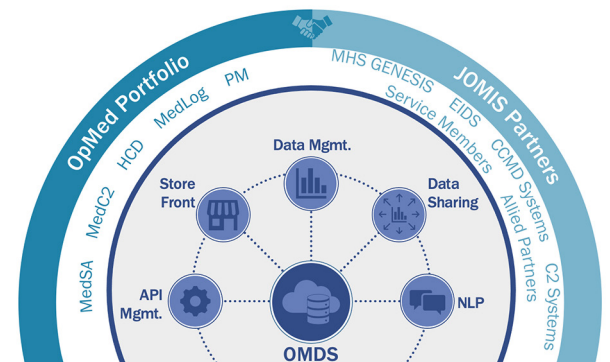 OpMed Portfolio
JOMIS Partners
MedSA
MedC2
HCD
MedLog
PM
MHS GENESIS
Service Members
EIDS
CCMD Systems
Allied Partners
C2 Systems
Data Mgmt.
Store
Front
Data
Sharing
API
Mgmt.
NLP
OMDS